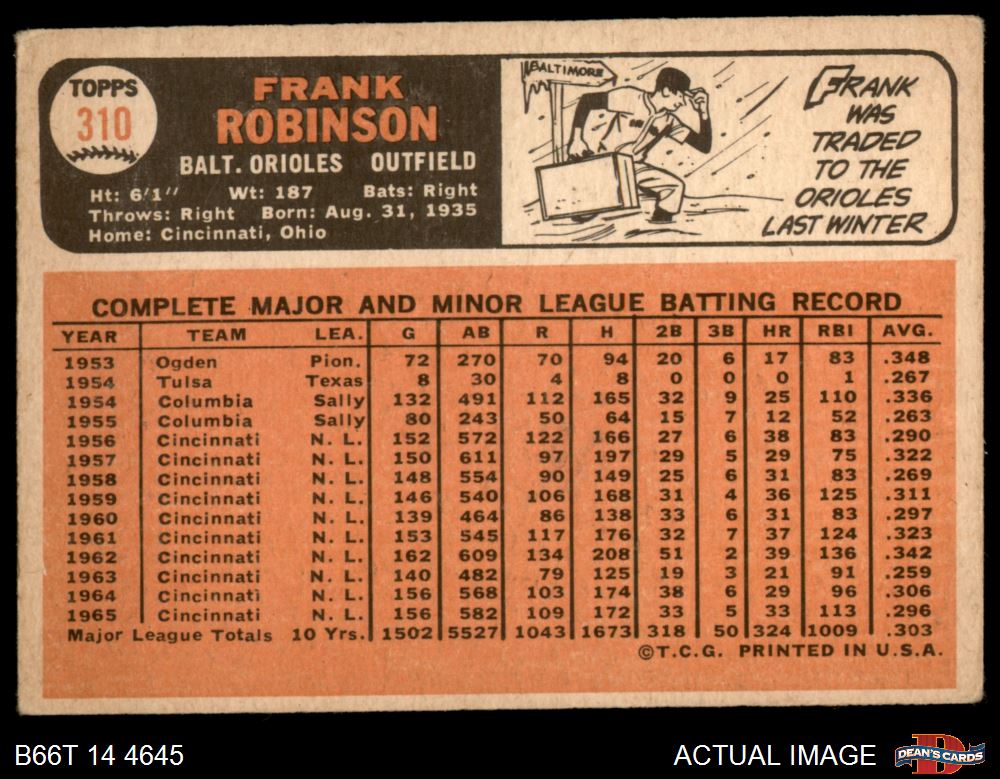 TOPPS
310
FRANK
ROBINSON
BALT. ORIOLES OUTFIELD
Ht: 6'1" Wt: 187 Bats: Right
Throws: Right Born: Aug. 31, 1935
Home: Cincinnati, Ohio
BALTIMORE
FRANK
WAS
TRADED
TO THE
ORIOLES
LAST WINTER
COMPLETE MAJOR AND MINOR LEAGUE BATTING RECORD
YEAR TEAM LEA. G AB R H 2B 3B HR RBI AVG.
1953 Ogden Pion. 72 270 70 94 20 6 17 83 .348
1954 Tulsa Texas 8 30 4 8 0 0 0 1 .267
1954 Columbia Sally 132 491 112 165 32 9 25 110 .336
1955 Columbia Sally 80 243 50 64 15 7 12 52 .263
1956 Cincinnati N. L. 152 572 122 166 27 6 38 83 .290
1957 Cincinnati N. L. 150 611 97 197 29 5 29 75 .322
1958 Cincinnati N. L. 148 554 90 149 25 6 31 83 .269
1959 Cincinnati N. L. 146 540 106 168 31 4 36 125 .311
1960 Cincinnati N. L. 139 464 86 138 33 6 31 83 .297
1961 Cincinnati N. L. 153 545 117 176 32 7 37 124 .323
1962 Cincinnati N. L. 162 609 134 208 51 2 39 136 .342
1963 Cincinnati N. L. 140 482 79 125 19 3 21 91 .259
1964 Cincinnati N. L. 156 568 103 174 38 6 29 96 .306
1965 Cincinnati N. L. 156 582 109 172 33 5 33 113 .296
Major League Totals 10 Yrs. 1502 5527 1043 1673 318 50 324 1009 .303
©T.C.G. PRINTED IN U.S.A.
B66T 14 4645
ACTUAL IMAGE
DEAN'S CARDS